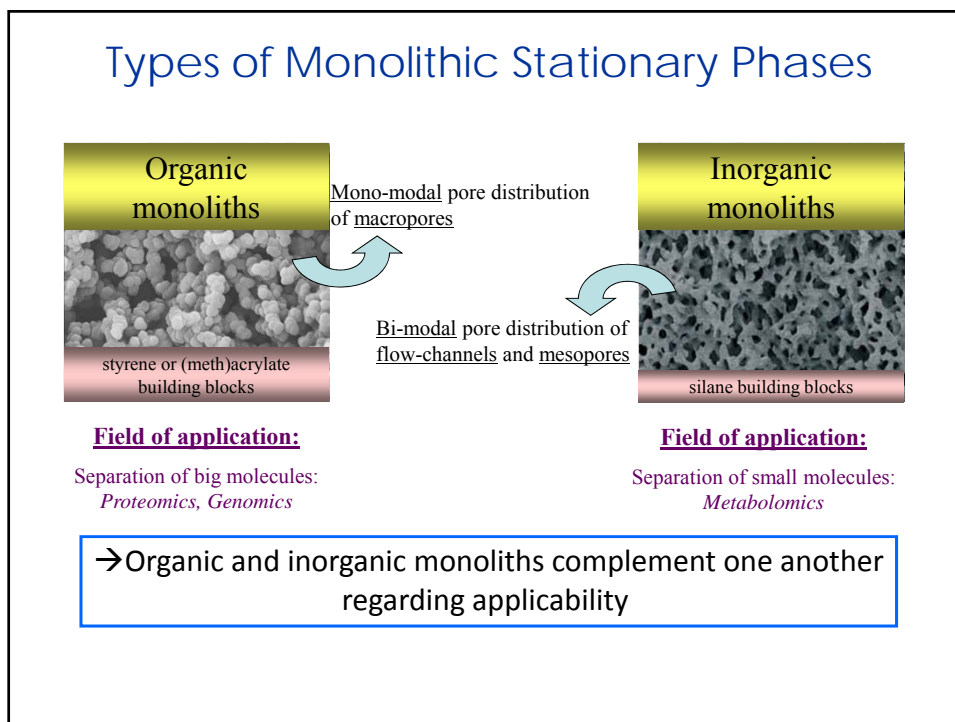 Types of Monolithic Stationary Phases
Organic
monoliths
styrene or (meth)acrylate
building blocks
Mono-modal pore distribution
of macropores
Bi-modal pore distribution of
flow-channels and mesopores
Inorganic
monoliths
silane building blocks
Field of application:
Separation of big molecules:
Proteomics, Genomics
Field of application:
Separation of small molecules:
Metabolomics
→Organic and inorganic monoliths complement one another
regarding applicability